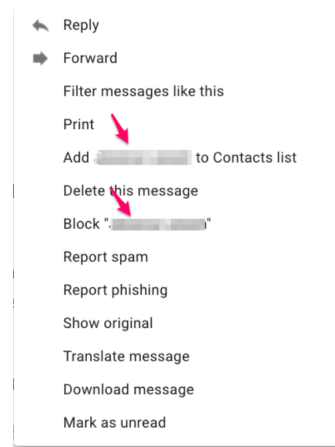 Reply
Forward
Filter messages like this
Print
Add to Contacts list
Delete this message
Block " "
Report spam
Report phishing
Show original
Translate message
Download message
Mark as unread